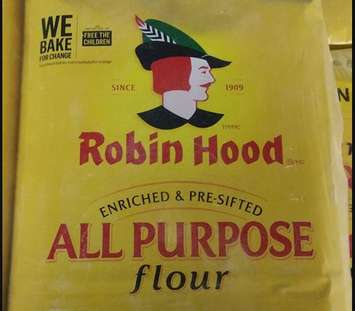 WE
BAKE
FOR CHANGE
FREE THE
CHILDREN
SINCE 1909
Robin Hood
ENRICHED & PRE-SIFTED
ALL PURPOSE
flour